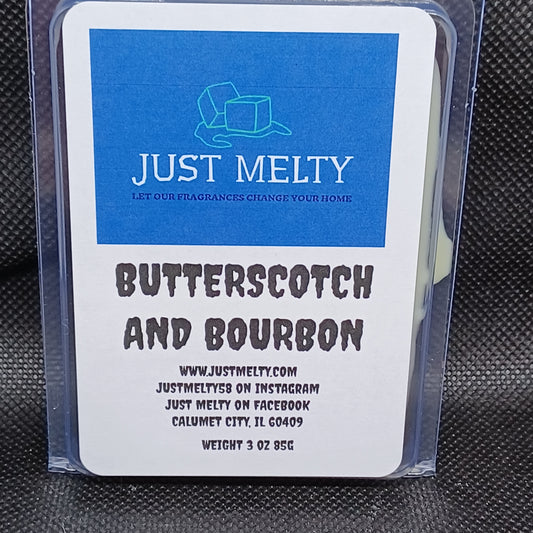 JUST MELTY
LET OUR FRAGRANCES CHANGE YOUR HOME
BUTTERSCOTCH
AND BOURBON
WWW.JUSTMELTY.COM
JUSTMELTY58 ON INSTAGRAM
JUST MELTY ON FACEBOOK
CALUMET CITY, IL 60409
WEIGHT 3 OZ 85G